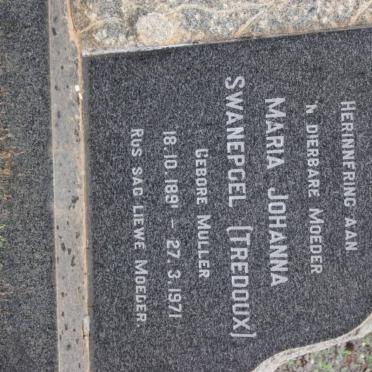 HERINNERING AAN
'N DIERBARE MOEDER
MARIA JOHANNA
SWANEPOEL (TREDOUX)
GEBORE MULLER
18.10.1891 – 27.3.1971
RUS SAG LIEWE MOEDER.